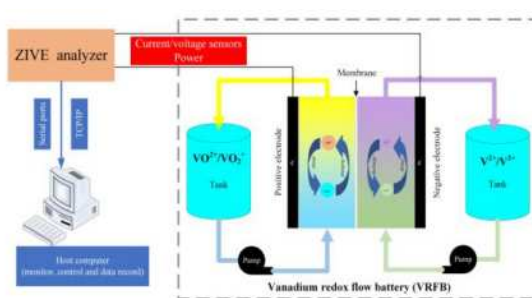 ZIVE analyzer
Current/voltage sensors
Power
Serial ports
TCP/IP
Host computer
(monitor, control and data record)
Membrane
Positive electrode
Negative electrode
VO²⁺/VO₂⁺
Tank
V²⁺/V³⁺
Tank
Pump
Pump
Vanadium redox flow battery (VRFB)